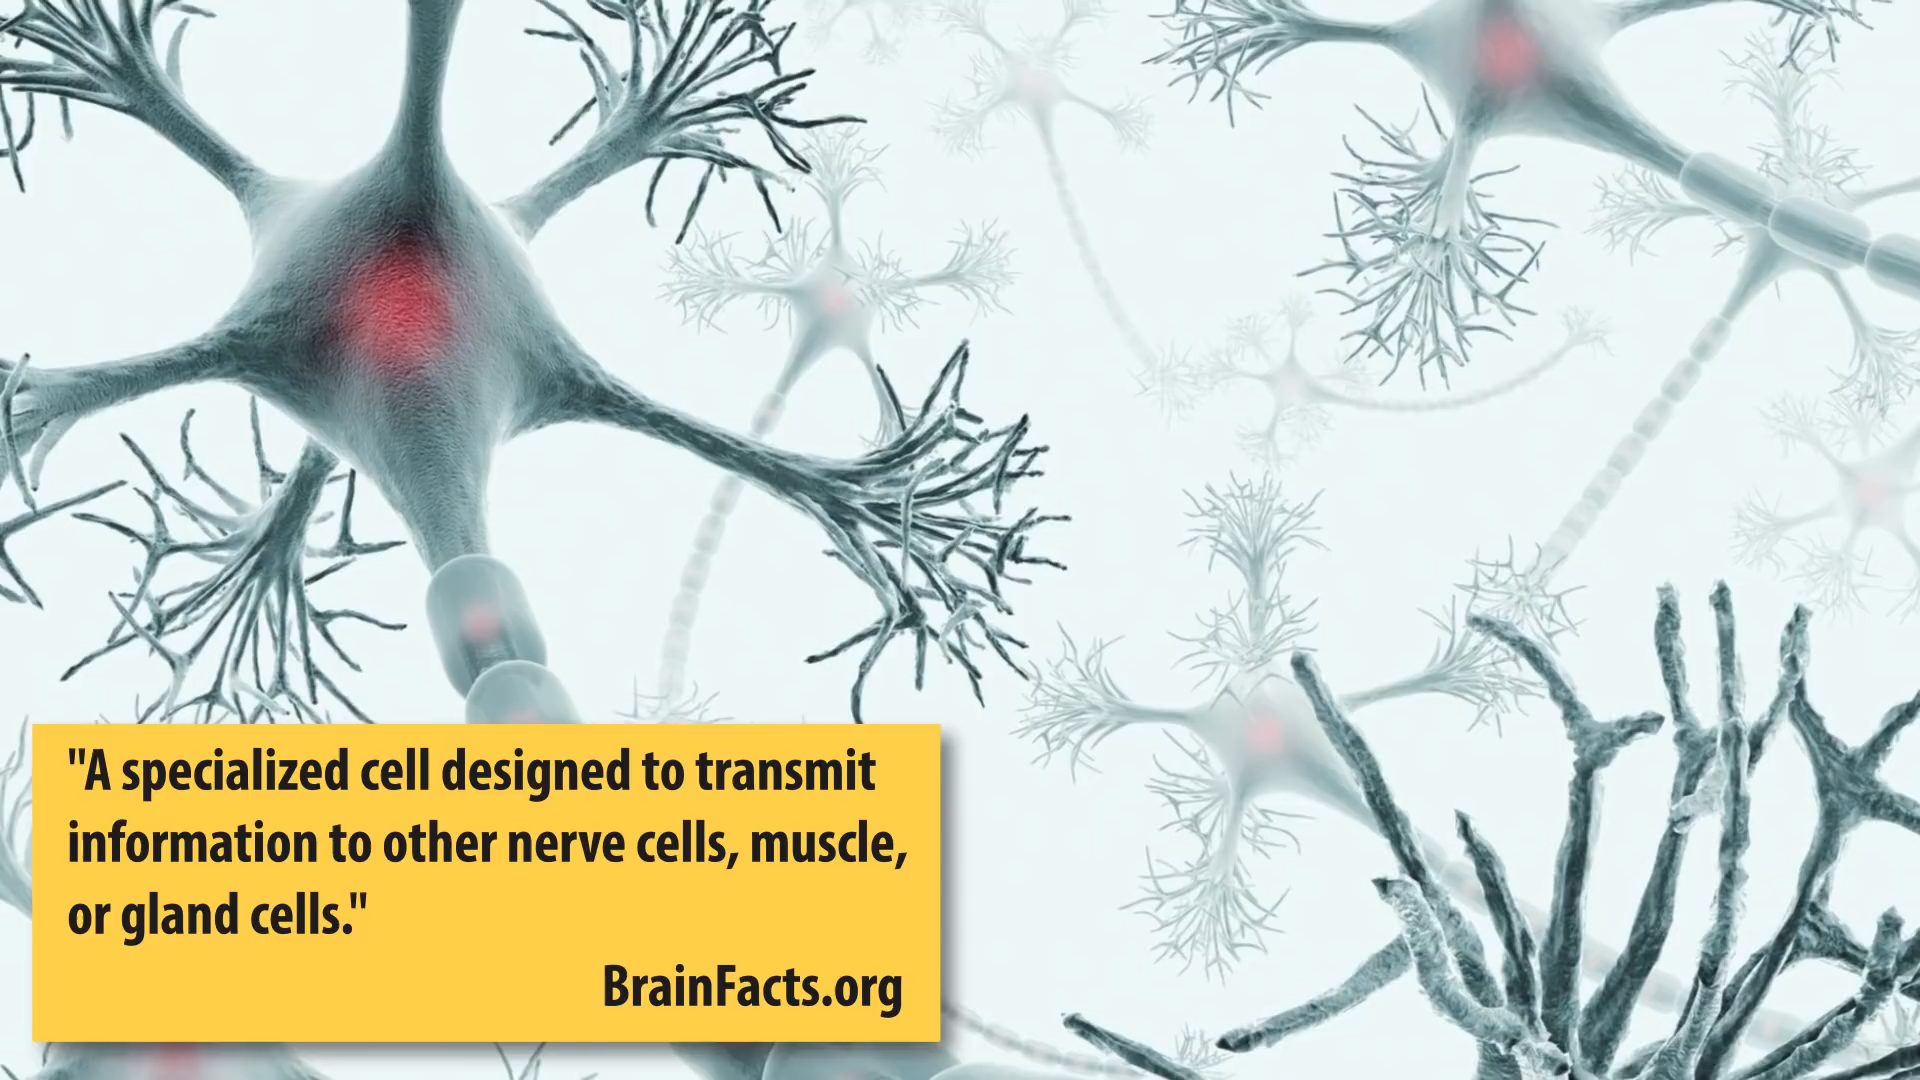 "A specialized cell designed to transmit
information to other nerve cells, muscle,
or gland cells."
BrainFacts.org